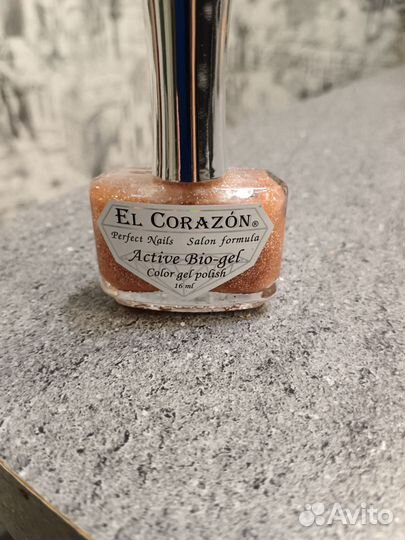 EL CORAZÓN®
Perfect Nails Salon formula
Active Bio-gel
Color gel polish
16 ml
Avito